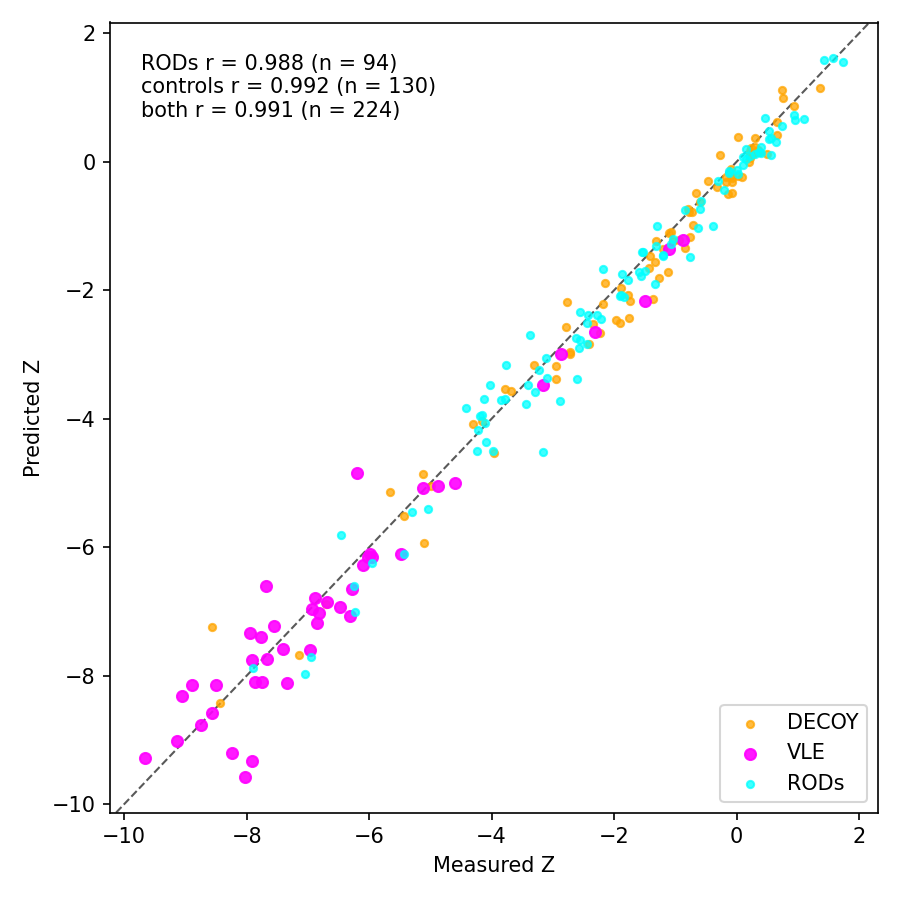 RODs r = 0.988 (n = 94)
controls r = 0.992 (n = 130)
both r = 0.991 (n = 224)
2
0
−2
−4
−6
−8
−10
Predicted Z
DECOY
VLE
RODs
−10 −8 −6 −4 −2 0 2
Measured Z